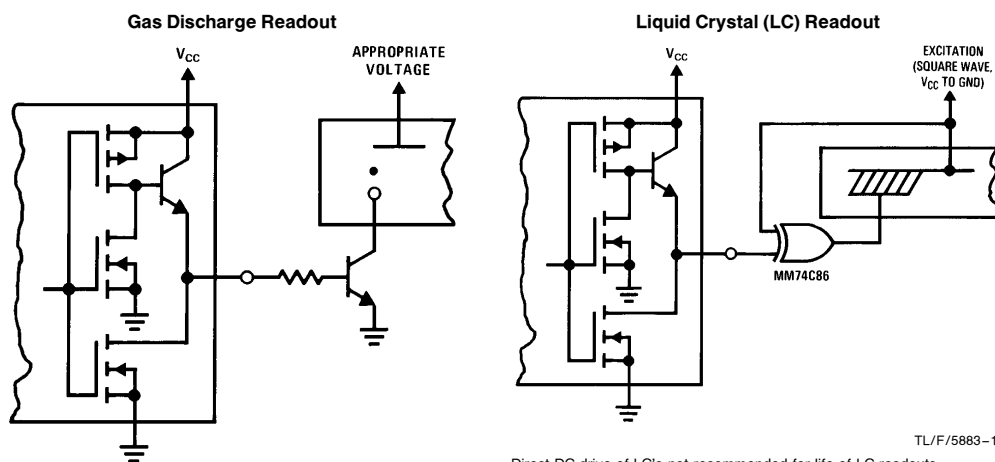 Gas Discharge Readout
VCC
APPROPRIATE
VOLTAGE
Liquid Crystal (LC) Readout
VCC
EXCITATION
(SQUARE WAVE,
VCC TO GND)
MM74C86
TL/F/5883–1